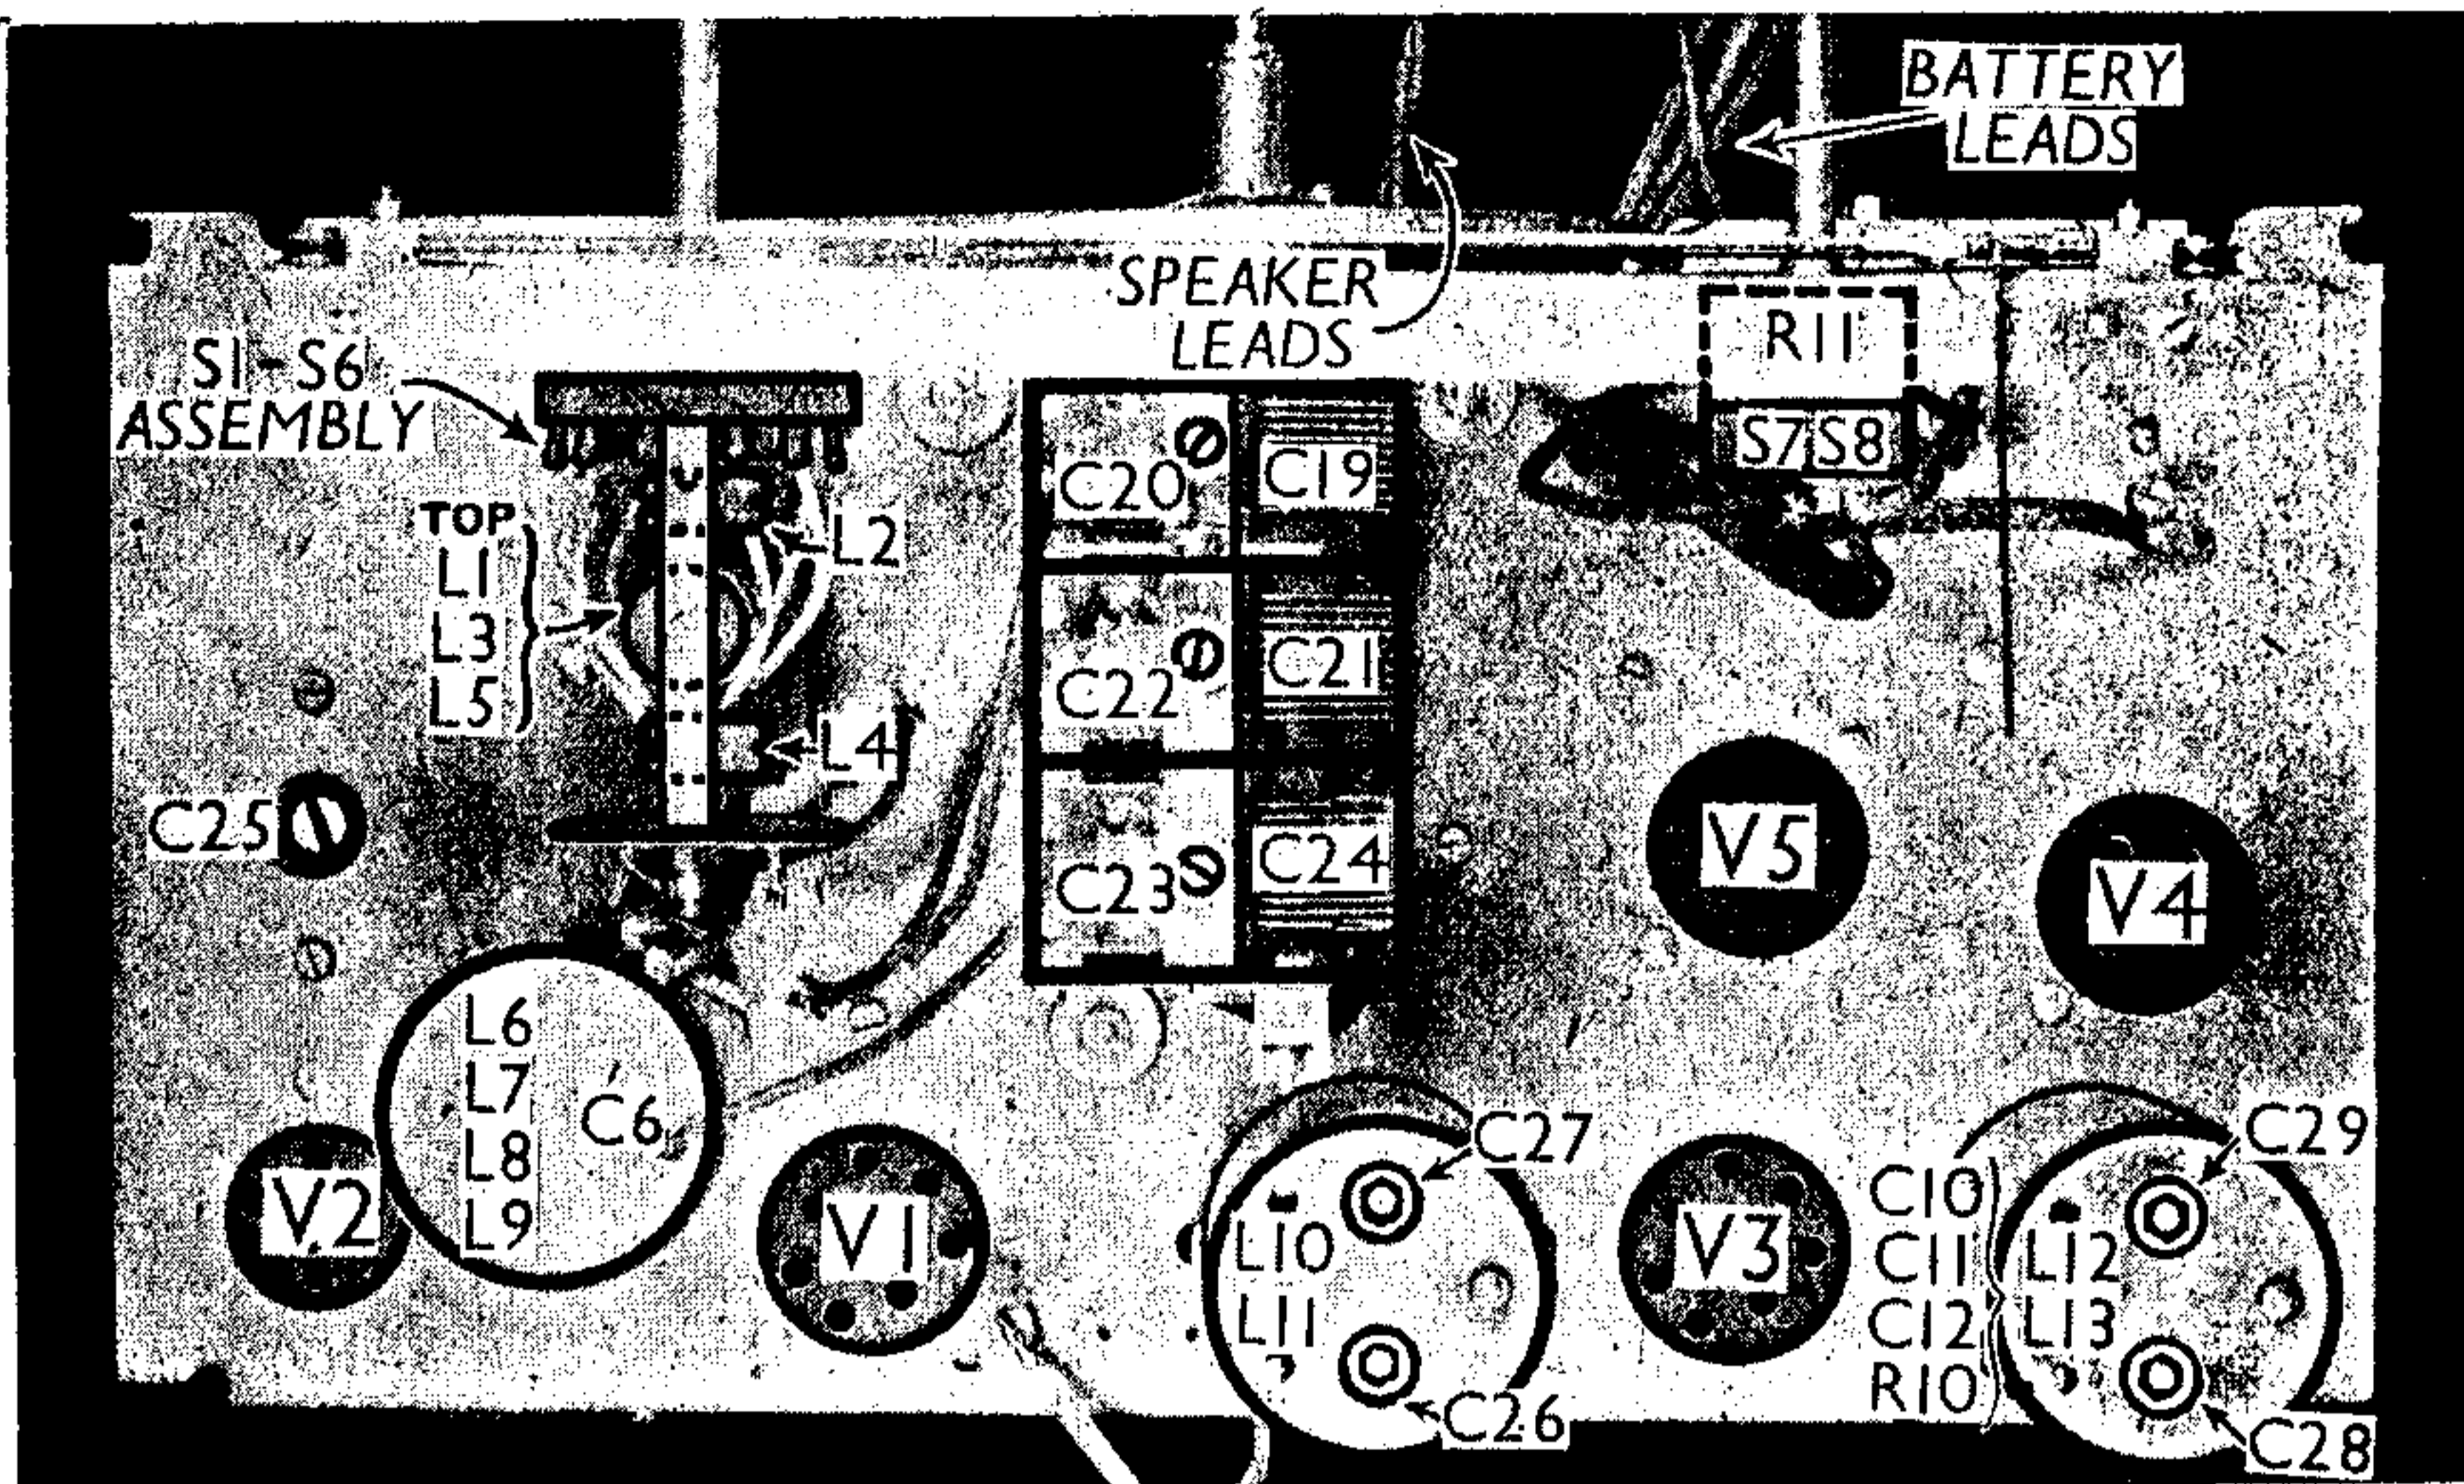 BATTERY
LEADS
SPEAKER
LEADS
R11
S7 S8
S1-S6
ASSEMBLY
TOP
L1
L3
L5
L2
L4
C20
C19
C22
C21
C23
C24
C25
V5
V4
L6
L7
L8
L9
C6
V2
V1
C27
L10
L11
C26
V3
C10
C11
C12
R10
C29
L12
L13
C28